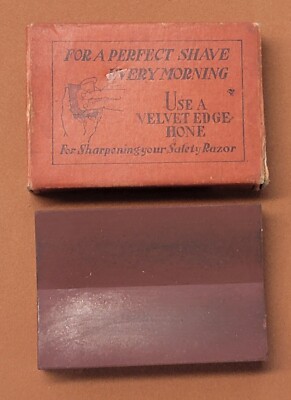 FOR A PERFECT SHAVE
EVERY MORNING
USE A
VELVET EDGE
HONE
For Sharpening your Safety Razor